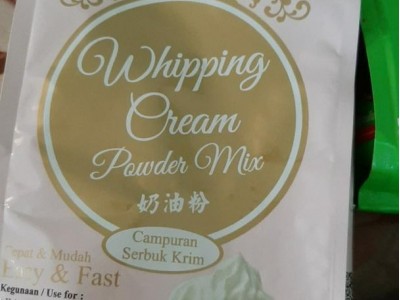 Whipping
Cream
Powder Mix
奶油粉
Campuran
Serbuk Krim
Cepat & Mudah
Easy & Fast
Kegunaan / Use for :